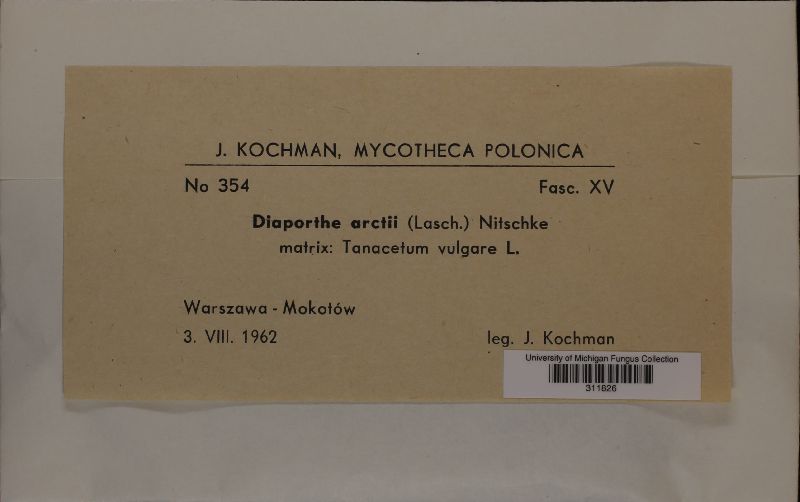 J. KOCHMAN, MYCOTHECA POLONICA
No 354 Fasc. XV
Diaporthe arctii (Lasch.) Nitschke
matrix: Tanacetum vulgare L.
Warszawa - Mokotów
3. VIII. 1962 leg. J. Kochman
University of Michigan Fungus Collection
311826